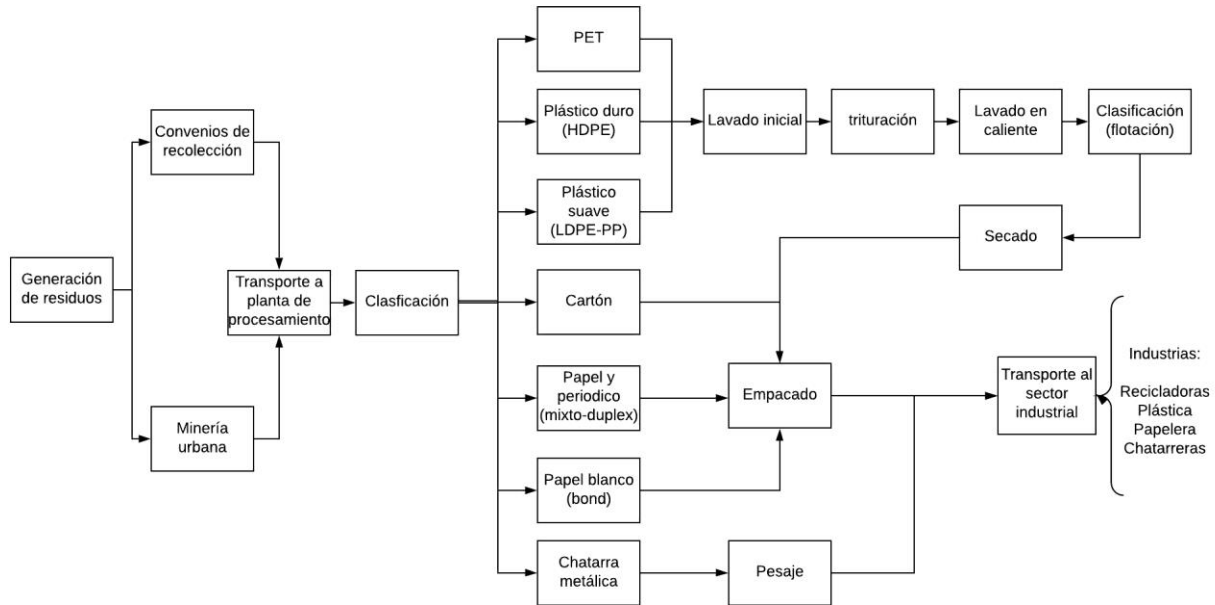 Generación
de residuos
Convenios de
recolección
Minería
urbana
Transporte a
planta de
procesamiento
Clasficación
PET
Plástico duro
(HDPE)
Plástico
suave
(LDPE-PP)
Cartón
Papel y
periodico
(mixto-duplex)
Papel blanco
(bond)
Chatarra
metálica
Lavado inicial
trituración
Lavado en
caliente
Clasificación
(flotación)
Secado
Empacado
Pesaje
Transporte al
sector
industrial
Industrias:
Recicladoras
Plástica
Papelera
Chatarreras